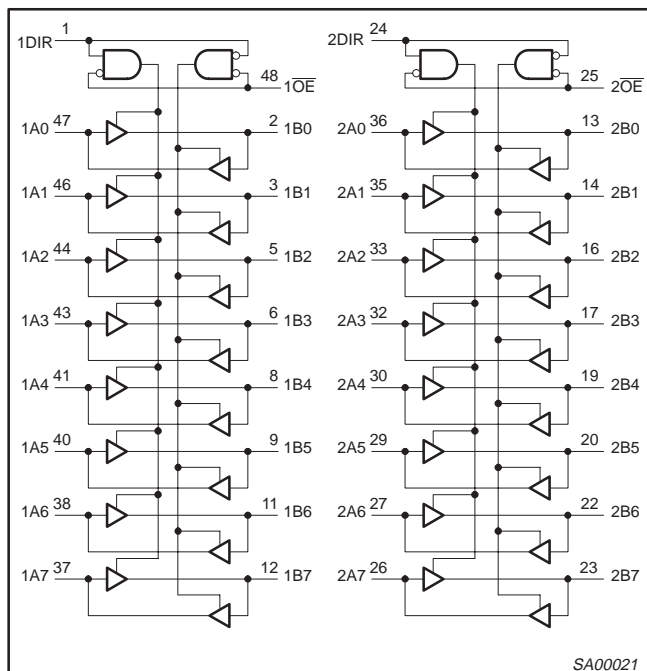 1DIR 1 2DIR 24
48 1O̅E̅ 25 2O̅E̅
1A0 47 2 1B0 2A0 36 13 2B0
1A1 46 3 1B1 2A1 35 14 2B1
1A2 44 5 1B2 2A2 33 16 2B2
1A3 43 6 1B3 2A3 32 17 2B3
1A4 41 8 1B4 2A4 30 19 2B4
1A5 40 9 1B5 2A5 29 20 2B5
1A6 38 11 1B6 2A6 27 22 2B6
1A7 37 12 1B7 2A7 26 23 2B7
SA00021